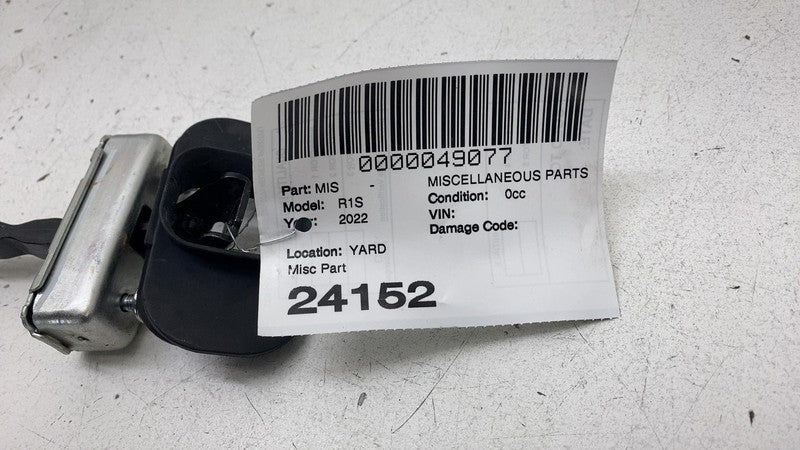 0000049077
Part: MIS - MISCELLANEOUS PARTS
Model: R1S Condition: 0cc
Year: 2022 VIN:
Damage Code:
Location: YARD
Misc Part
24152